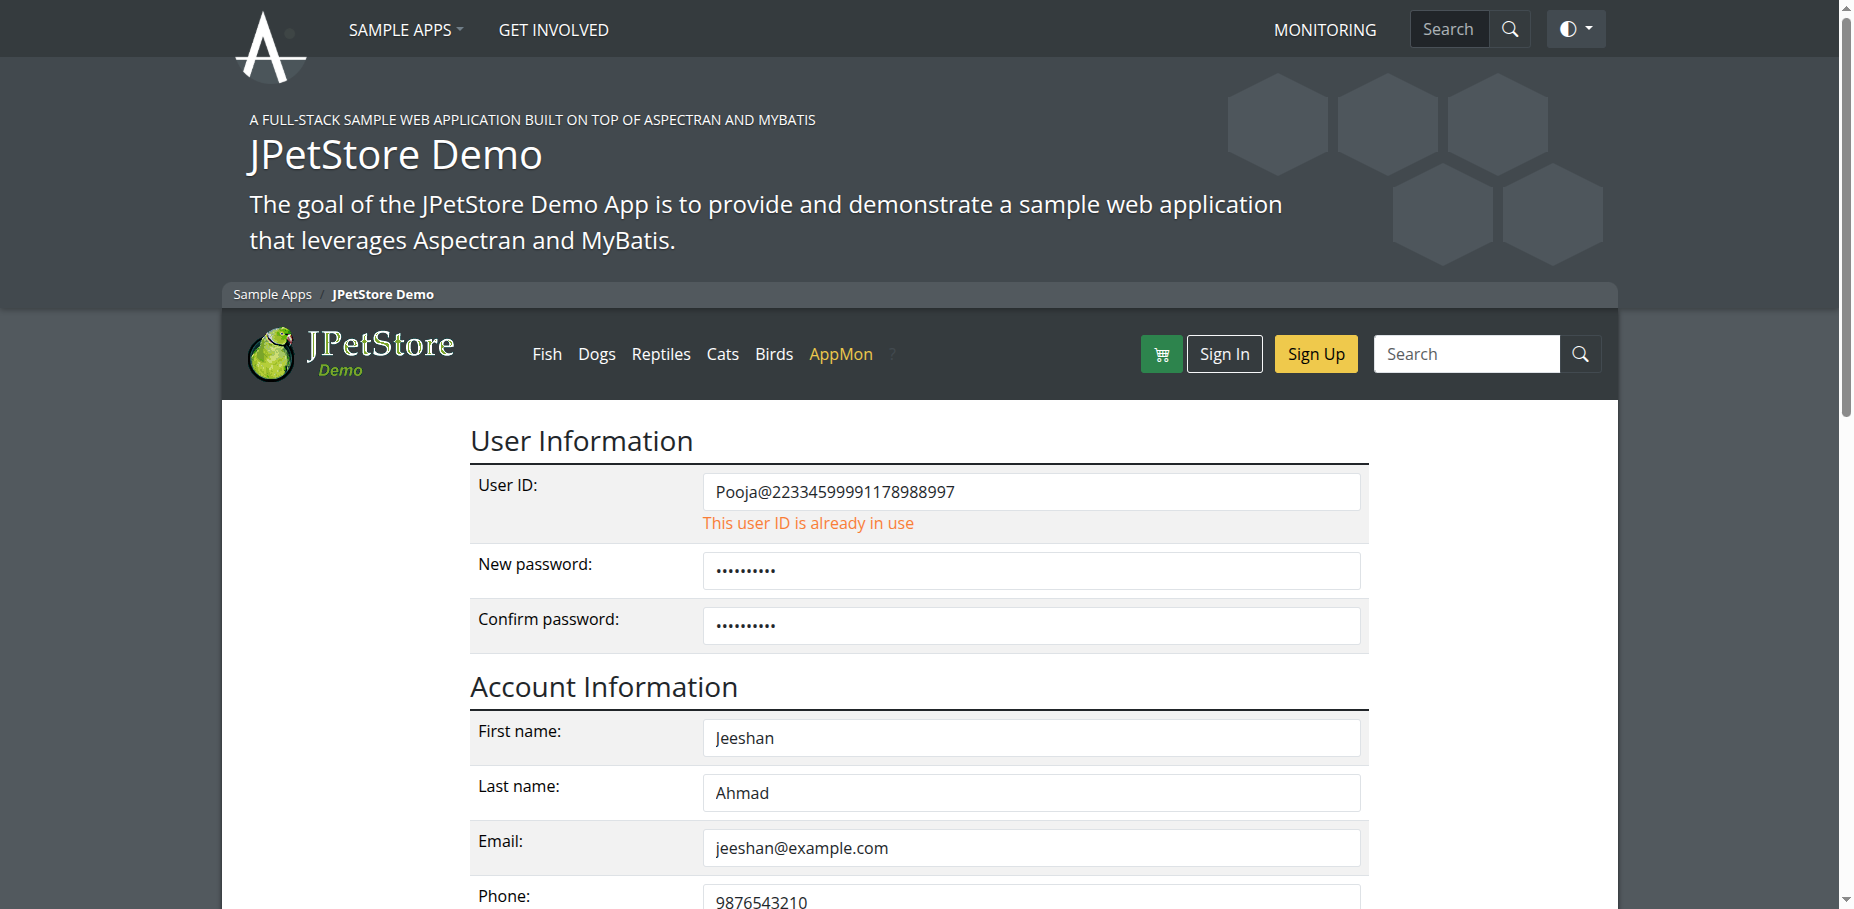 SAMPLE APPS GET INVOLVED MONITORING Search
A FULL-STACK SAMPLE WEB APPLICATION BUILT ON TOP OF ASPECTRAN AND MYBATIS
JPetStore Demo
The goal of the JPetStore Demo App is to provide and demonstrate a sample web application
that leverages Aspectran and MyBatis.
Sample Apps / JPetStore Demo
JPetStore
Demo
Fish Dogs Reptiles Cats Birds AppMon ? Sign In Sign Up Search
User Information
User ID: Pooja@22334599991178988997
This user ID is already in use
New password: ••••••••••
Confirm password: ••••••••••
Account Information
First name: Jeeshan
Last name: Ahmad
Email: jeeshan@example.com
Phone: 9876543210